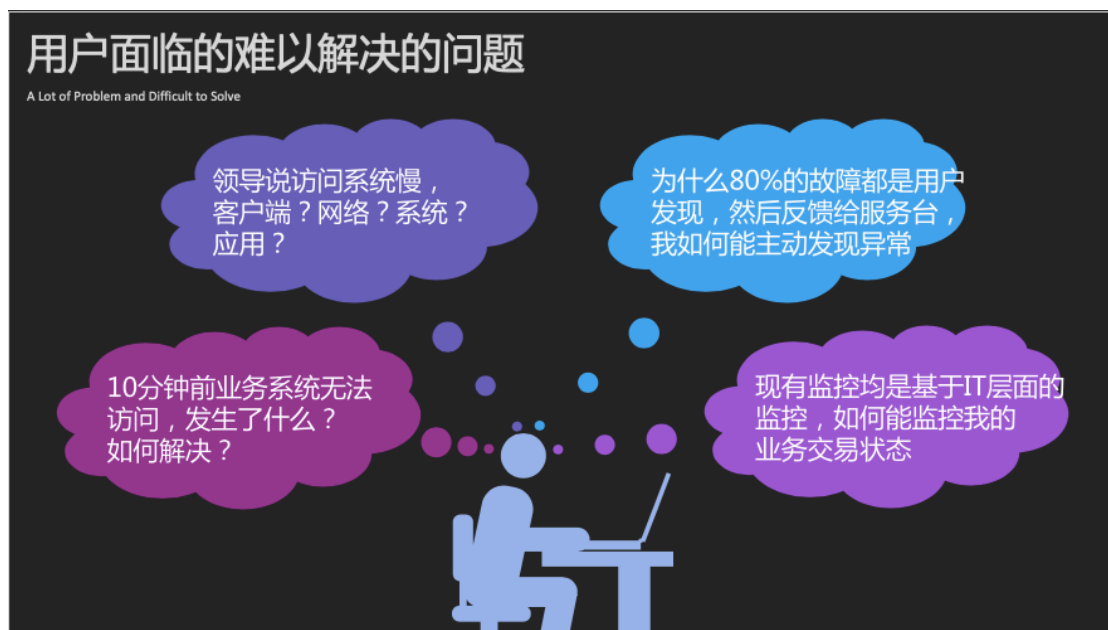 用户面临的难以解决的问题
A Lot of Problem and Difficult to Solve
领导说访问系统慢，
客户端？网络？系统？
应用？
为什么80%的故障都是用户
发现，然后反馈给服务台，
我如何能主动发现异常
10分钟前业务系统无法
访问，发生了什么？
如何解决？
现有监控均是基于IT层面的
监控，如何能监控我的
业务交易状态